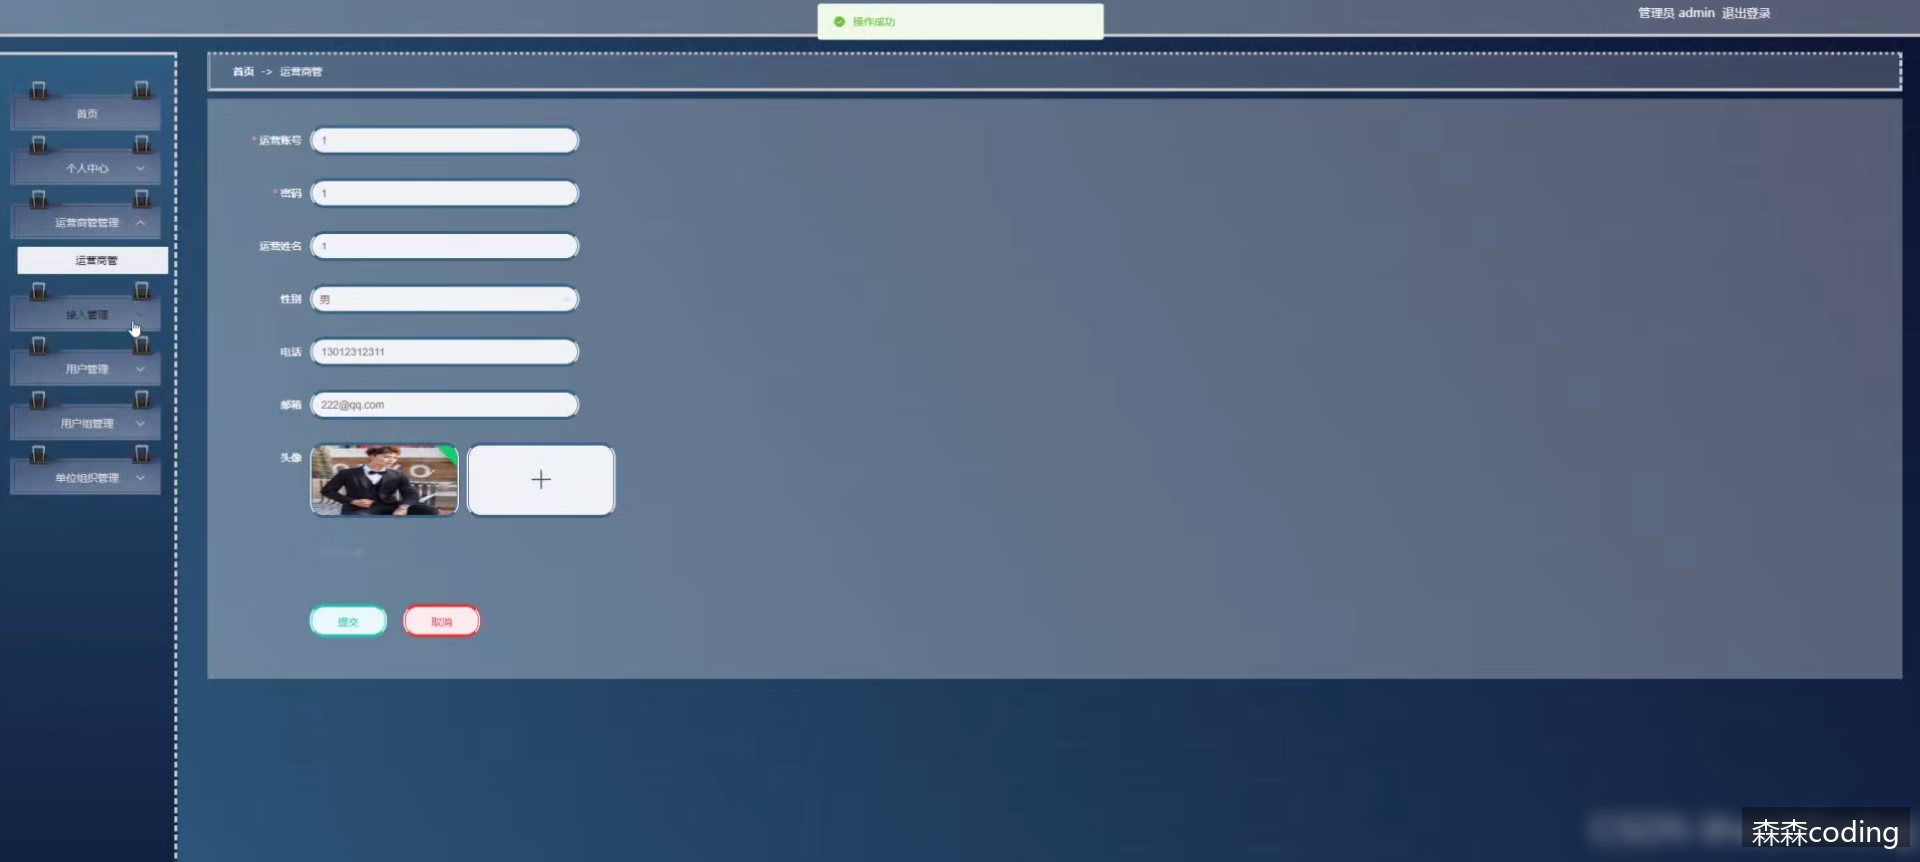 操作成功
管理员 admin 退出登录
首页 -> 运营商管
首页
个人中心
运营商管管理
运营商管
接入管理
用户管理
用户组管理
单位组织管理
* 运营账号 1
* 密码 1
运营姓名 1
性别 男
电话 13012312311
邮箱 222@qq.com
头像
提交 取消
森森coding